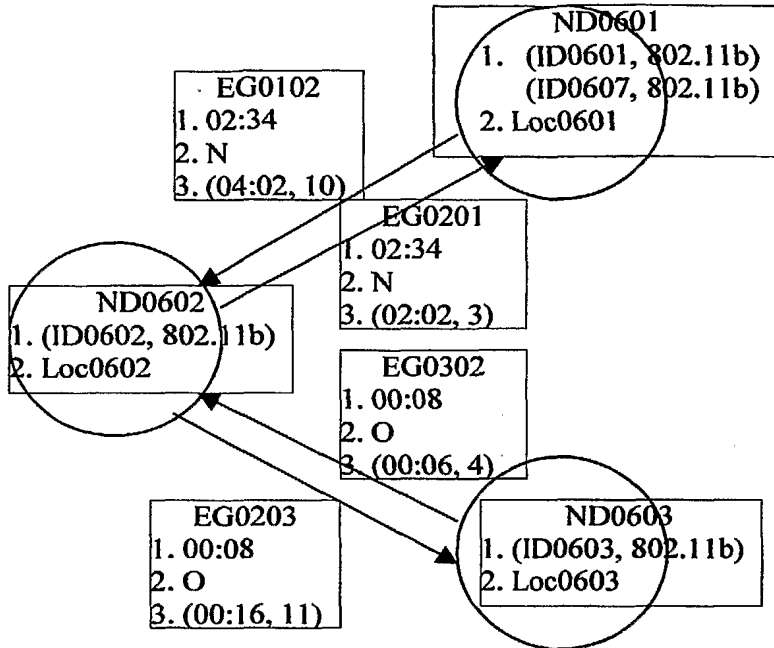 ND0601
1. (ID0601, 802.11b)
(ID0607, 802.11b)
2. Loc0601
EG0102
1. 02:34
2. N
3. (04:02, 10)
EG0201
1. 02:34
2. N
3. (02:02, 3)
ND0602
1. (ID0602, 802.11b)
2. Loc0602
EG0302
1. 00:08
2. O
3. (00:06, 4)
EG0203
1. 00:08
2. O
3. (00:16, 11)
ND0603
1. (ID0603, 802.11b)
2. Loc0603